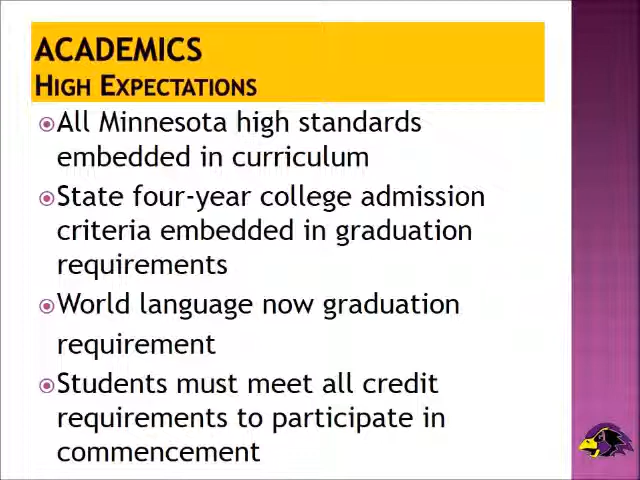 ACADEMICS
HIGH EXPECTATIONS
All Minnesota high standards
embedded in curriculum
State four-year college admission
criteria embedded in graduation
requirements
World language now graduation
requirement
Students must meet all credit
requirements to participate in
commencement